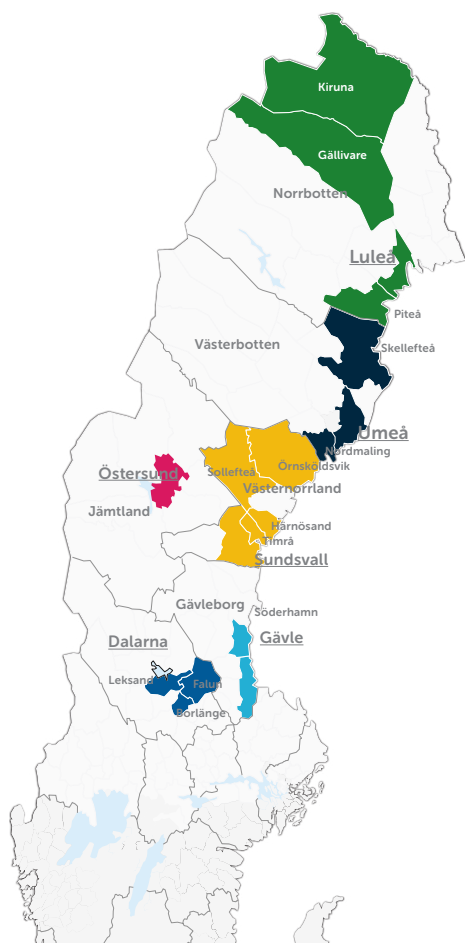 Kiruna
Gällivare
Norrbotten
Luleå
Piteå
Västerbotten
Skellefteå
Umeå
Nordmaling
Örnsköldsvik
Sollefteå
Östersund
Västernorrland
Jämtland
Härnösand
Timrå
Sundsvall
Gävleborg
Söderhamn
Gävle
Dalarna
Leksand
Falun
Borlänge